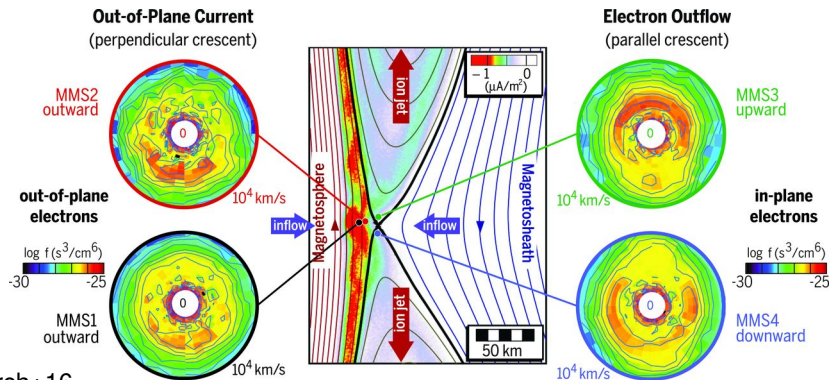 Out-of-Plane Current
(perpendicular crescent)
Electron Outflow
(parallel crescent)
MMS2
outward
0
10⁴ km/s
out-of-plane
electrons
log f (s³/cm⁶)
-30 -25
MMS1
outward
0
10⁴ km/s
ion jet
− 1 0
(μA/m²)
Magnetosphere
inflow
inflow
Magnetosheath
ion jet
50 km
MMS3
upward
0
10⁴ km/s
in-plane
electrons
log f (s³/cm⁶)
-30 -25
MMS4
downward
0
10⁴ km/s